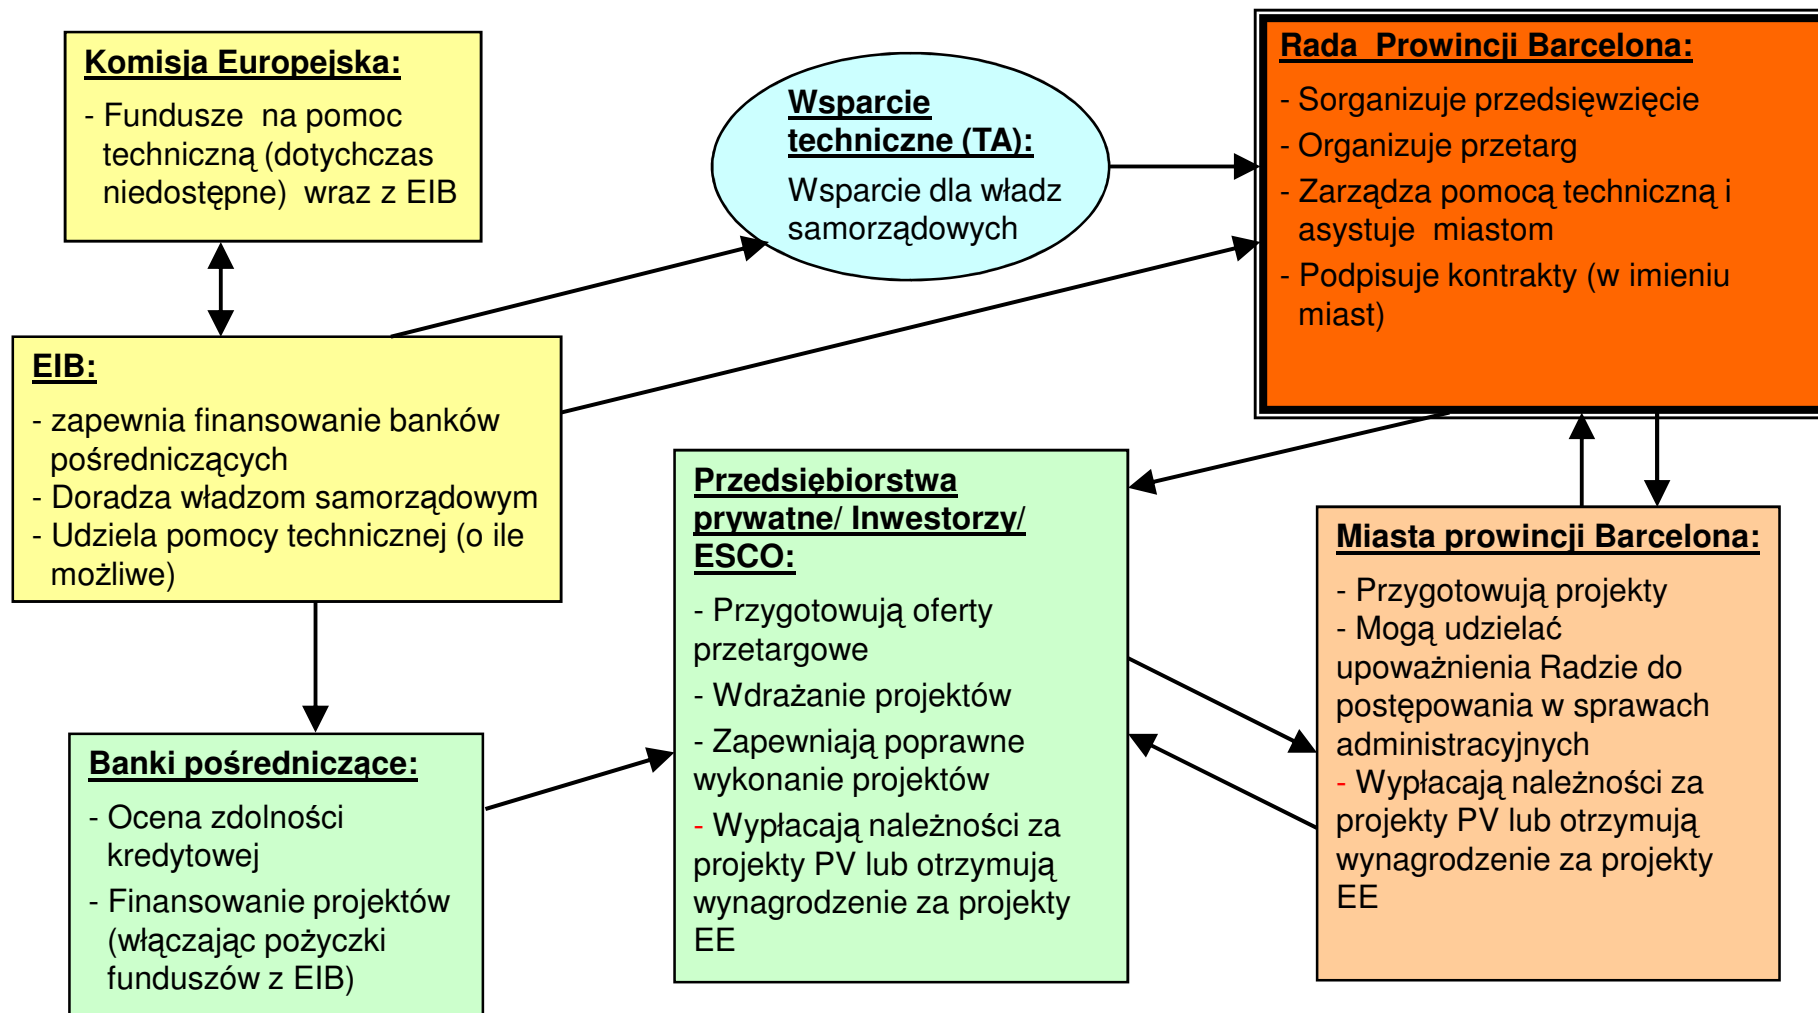 Komisja Europejska:
- Fundusze na pomoc
techniczną (dotychczas
niedostępne) wraz z EIB
Wsparcie
techniczne (TA):
Wsparcie dla władz
samorządowych
Rada Prowincji Barcelona:
- Sorganizuje przedsięwzięcie
- Organizuje przetarg
- Zarządza pomocą techniczną i
asystuje miastom
- Podpisuje kontrakty (w imieniu
miast)
EIB:
- zapewnia finansowanie banków
pośredniczących
- Doradza władzom samorządowym
- Udziela pomocy technicznej (o ile
możliwe)
Przedsiębiorstwa
prywatne/ Inwestorzy/
ESCO:
- Przygotowują oferty
przetargowe
- Wdrażanie projektów
- Zapewniają poprawne
wykonanie projektów
- Wypłacają należności za
projekty PV lub otrzymują
wynagrodzenie za projekty
EE
Miasta prowincji Barcelona:
- Przygotowują projekty
- Mogą udzielać
upoważnienia Radzie do
postępowania w sprawach
administracyjnych
- Wypłacają należności za
projekty PV lub otrzymują
wynagrodzenie za projekty
EE
Banki pośredniczące:
- Ocena zdolności
kredytowej
- Finansowanie projektów
(włączając pożyczki
funduszów z EIB)